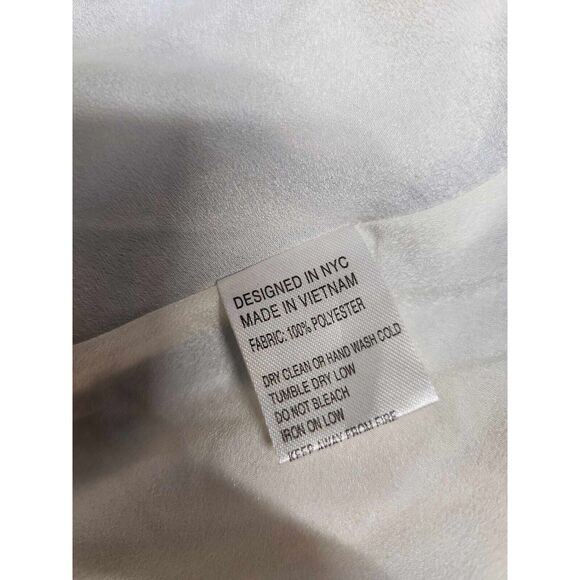 DESIGNED IN NYC
MADE IN VIETNAM
FABRIC: 100% POLYESTER
DRY CLEAN OR HAND WASH COLD
TUMBLE DRY LOW
DO NOT BLEACH
IRON ON LOW
KEEP AWAY FROM FIRE